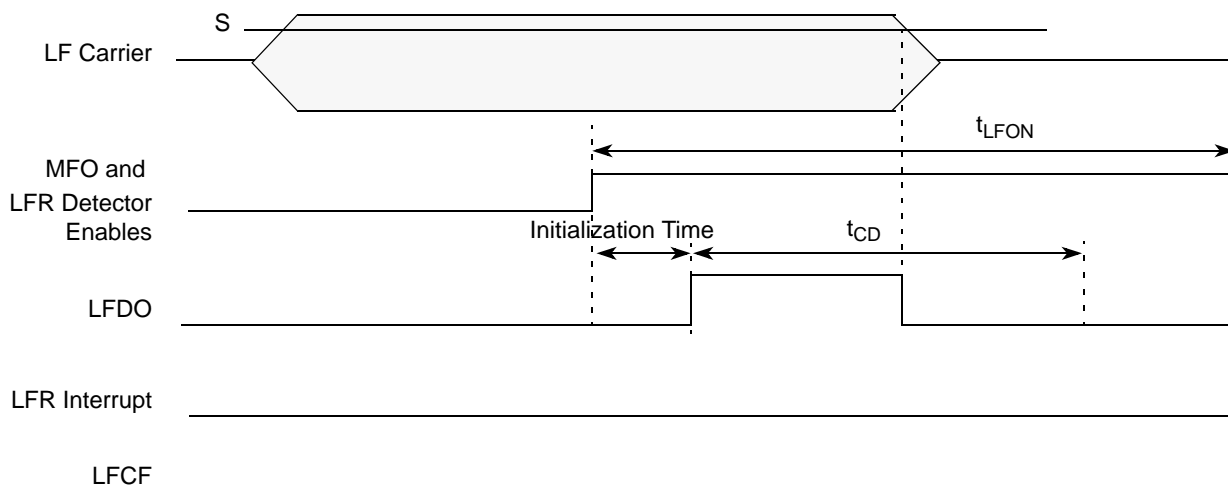 S
LF Carrier
tLFON
MFO and
LFR Detector
Enables
Initialization Time
tCD
LFDO
LFR Interrupt
LFCF